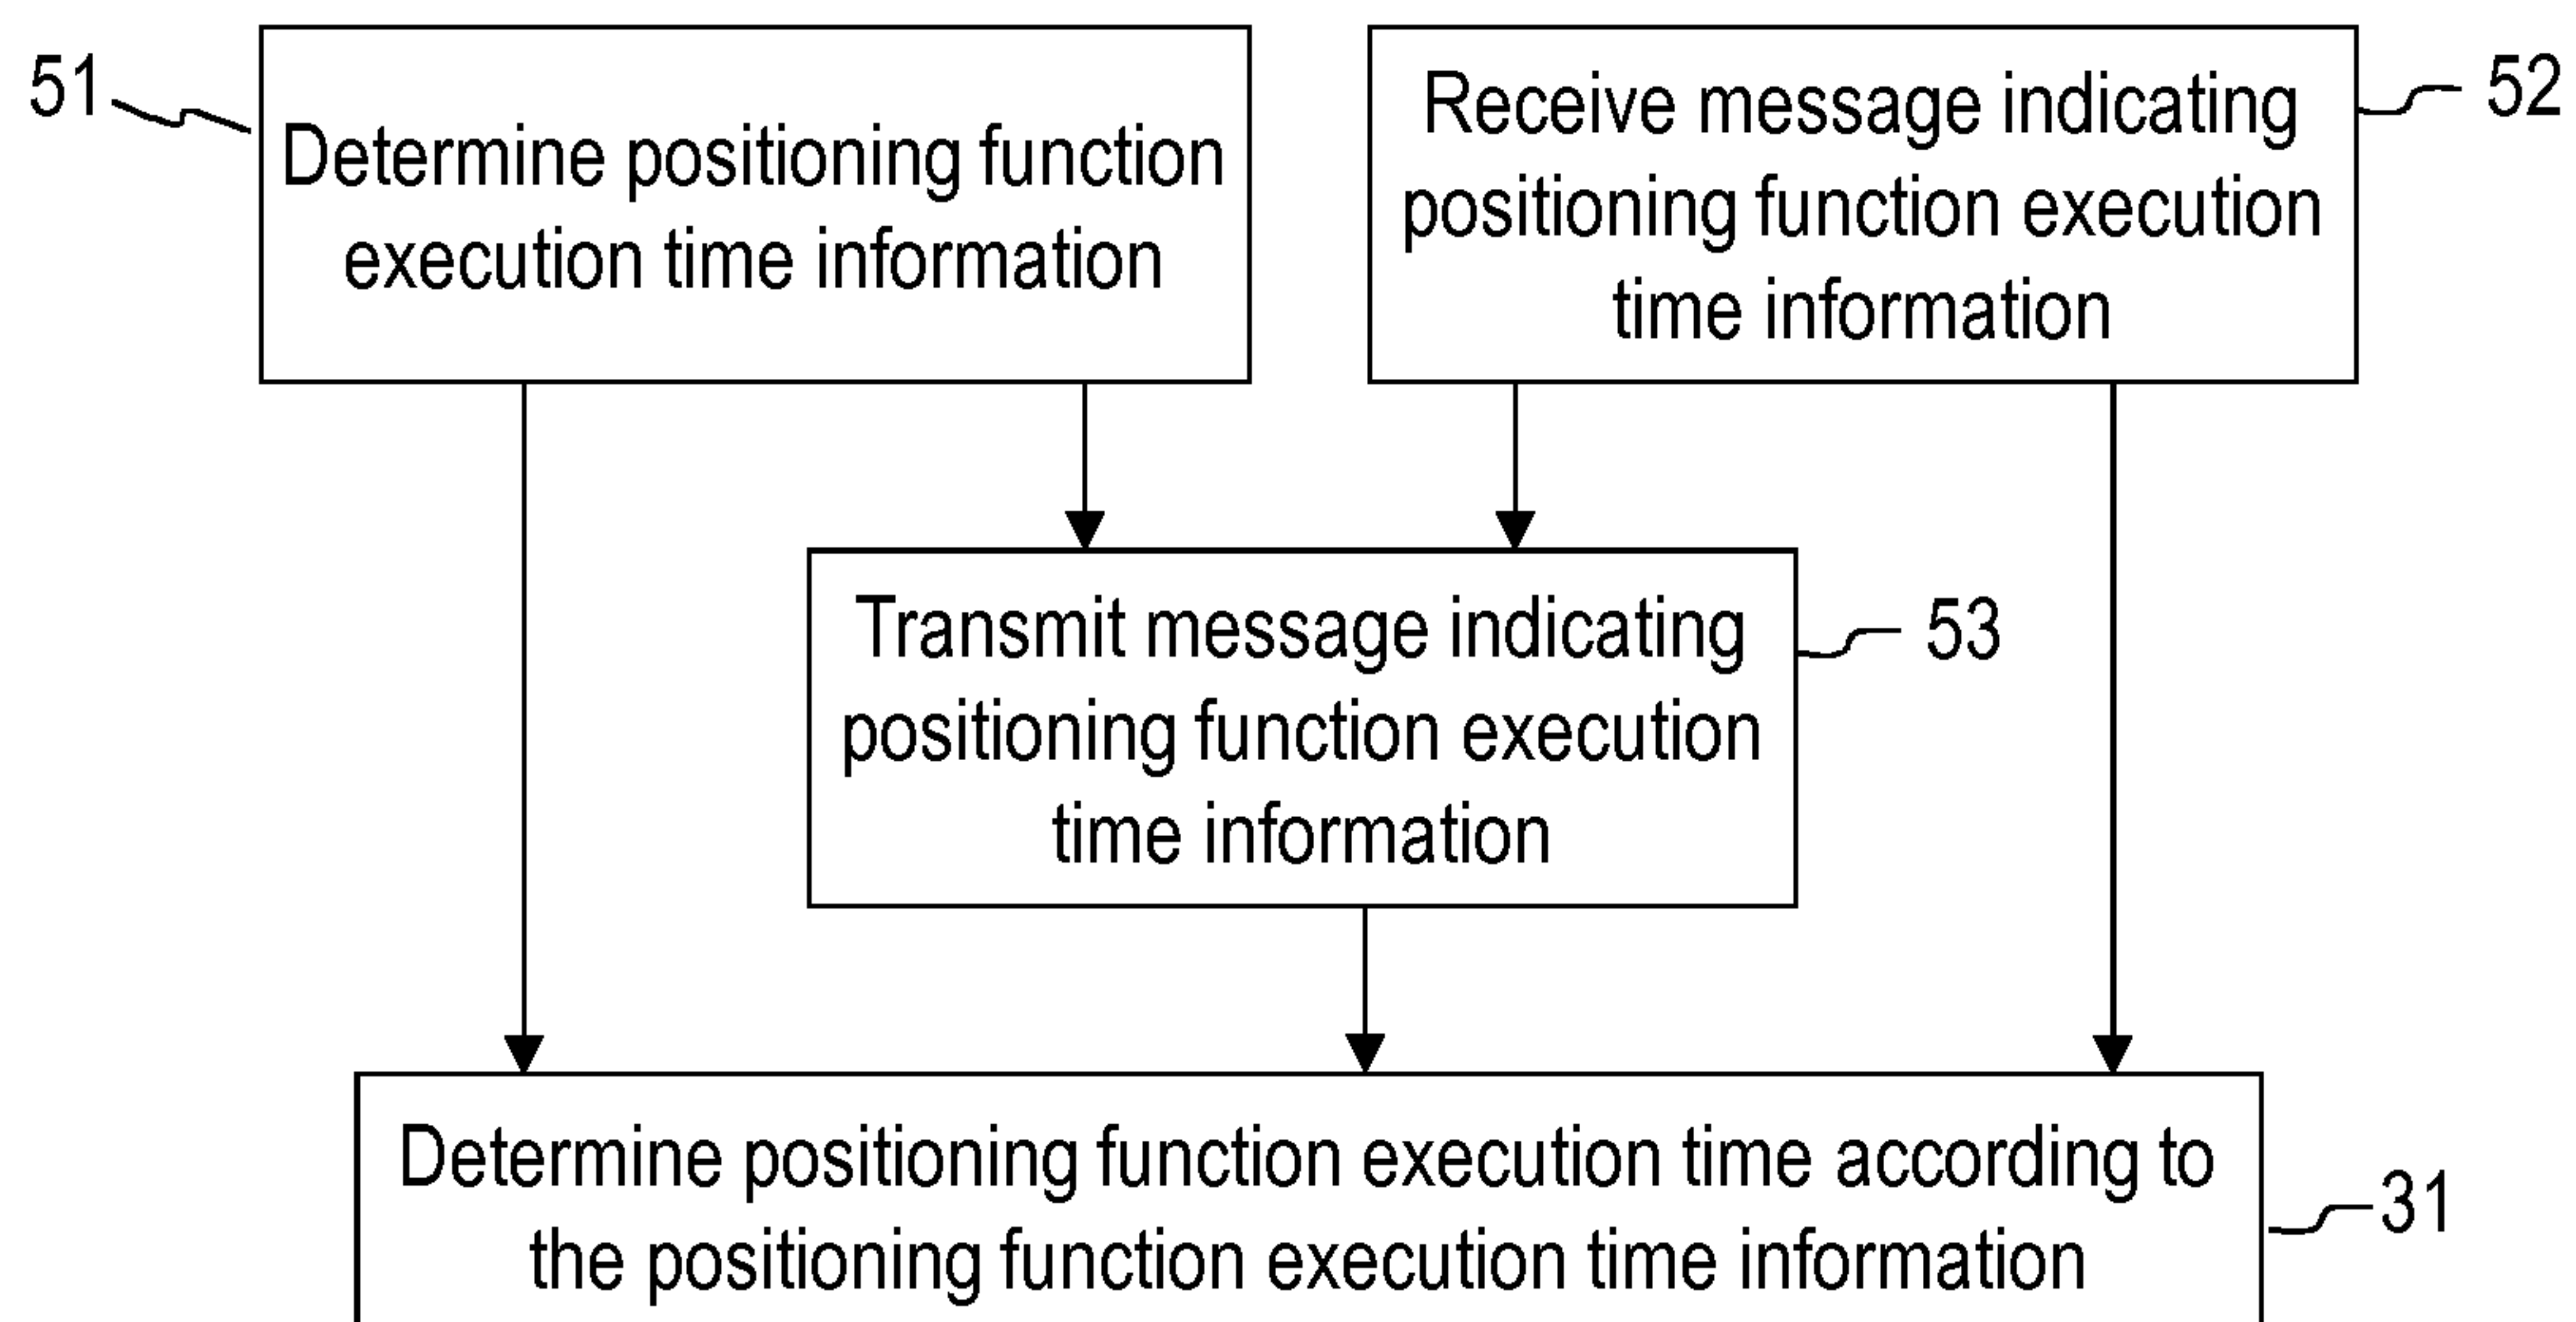 51
Determine positioning function
execution time information
Receive message indicating
positioning function execution
time information
52
Transmit message indicating
positioning function execution
time information
53
Determine positioning function execution time according to
the positioning function execution time information
31